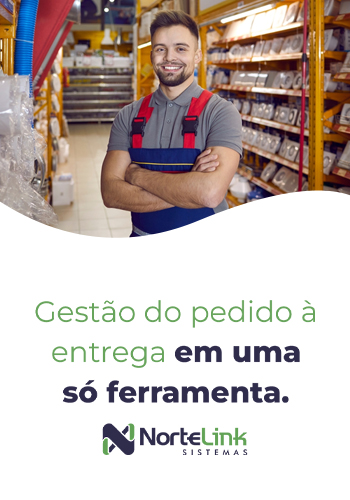 Gestão do pedido à
entrega em uma
só ferramenta.
NorteLink
SISTEMAS